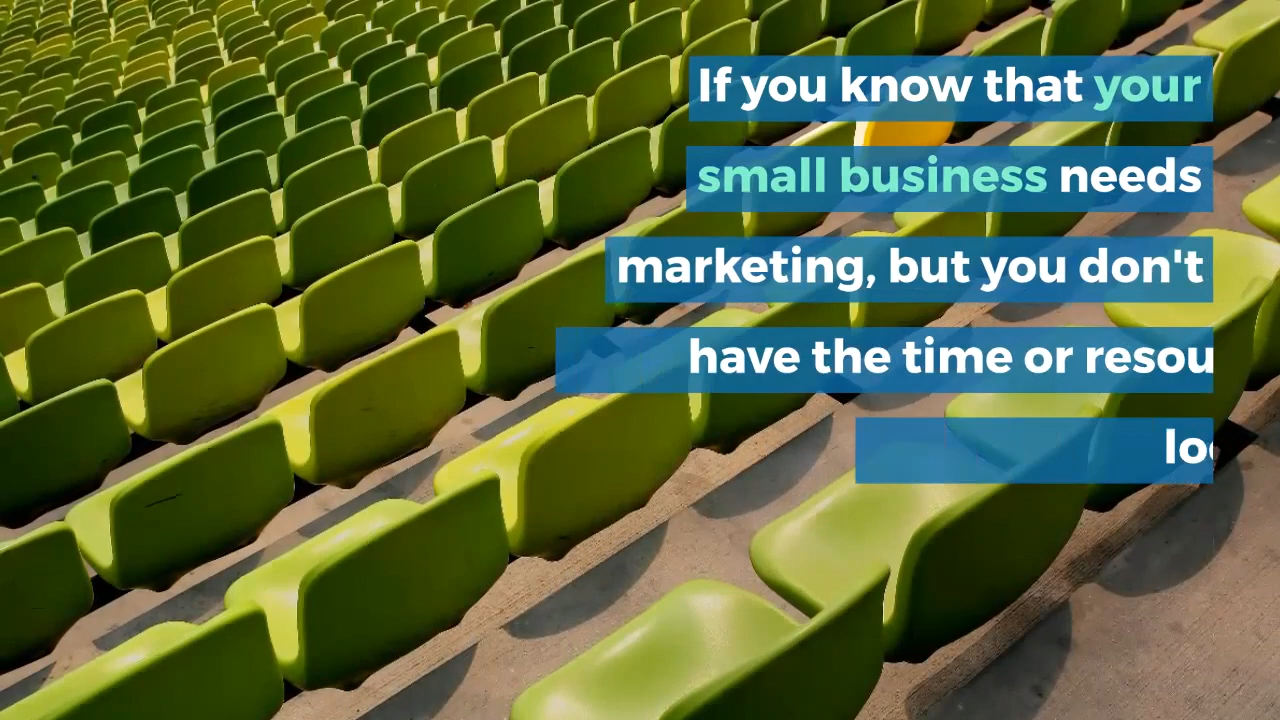 If you know that your
small business needs
marketing, but you don't
have the time or resou
lo